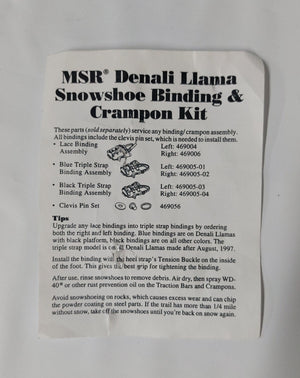 MSR® Denali Llama
Snowshoe Binding &
Crampon Kit
These parts (sold separately) service any binding/crampon assembly.
All bindings include the clevis pin set, 469056.
• Lace Binding Left: 469004
Assembly Right: 469006
• Blue Triple Strap Left: 469005-01
Binding Assembly Right: 469005-02
• Black Triple Strap Left: 469005-03
Binding Assembly Right: 469005-04
• Clevis Pin Set 469056
Tips
Upgrade any lace bindings into triple strap bindings by ordering
both the right and left binding. Blue bindings are on Denali Llamas
with black platform, black bindings are on all other colors. The
triple strap model is on all Denali Llamas made after August, 1997.
Install the binding with the heel strap's Tension Buckle on the inside
of the foot. This gives the best grip for tightening the binding.
After use, rinse snowshoes to remove debris. Air dry, then spray WD-
40® or other rust prevention oil on the Traction Bars and Crampons.
Avoid snowshoeing on rocks, which causes excess wear and can chip
the powder coating on steel parts. If the trail has more than 1/4 mile
without snow, take off the snowshoes until you're back on snow again.